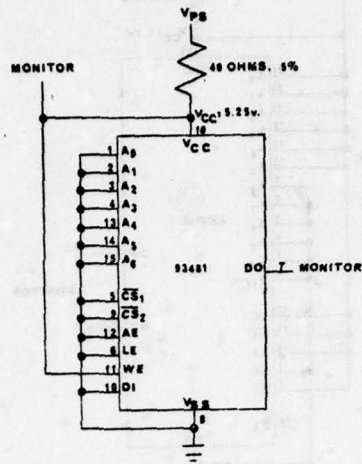 VPS
40 OHMS, 5%
MONITOR
VCC: 5.25v.
16
VCC
1 A0
2 A1
3 A2
4 A3
13 A4
14 A5
15 A6
93481
DO 7 MONITOR
5 CS1
9 CS2
12 AE
6 LE
11 WE
10 DI
VSS
8